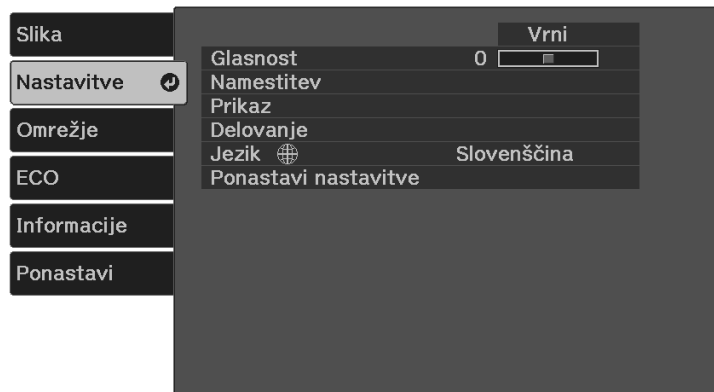 Slika
Nastavitve
Omrežje
ECO
Informacije
Ponastavi
Vrni
Glasnost 0
Namestitev
Prikaz
Delovanje
Jezik Slovenščina
Ponastavi nastavitve